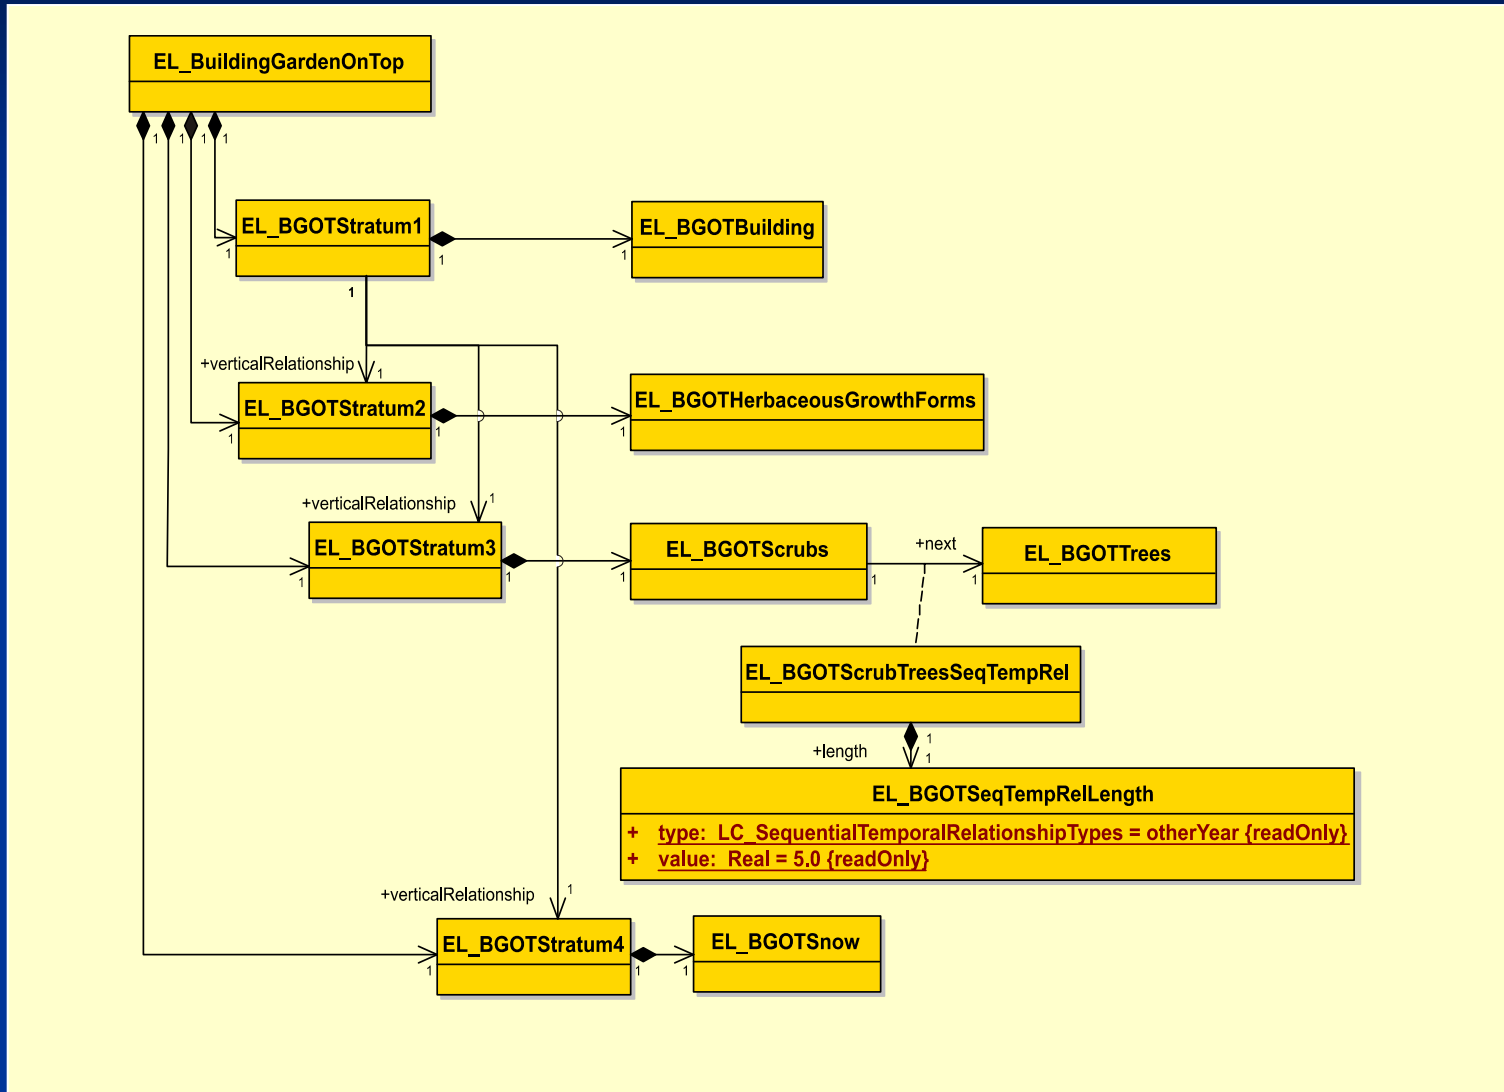 EL_BuildingGardenOnTop
1 1 1 1
EL_BGOTStratum1
1
1
EL_BGOTBuilding
1
1
+verticalRelationship
1
EL_BGOTStratum2
1
1
EL_BGOTHerbaceousGrowthForms
1
+verticalRelationship
1
EL_BGOTStratum3
1
1
EL_BGOTScrubs
1
1
+next
EL_BGOTTrees
1
EL_BGOTScrubTreesSeqTempRel
1
+length
1
EL_BGOTSeqTempRelLength
+ type: LC_SequentialTemporalRelationshipTypes = otherYear {readOnly}
+ value: Real = 5.0 {readOnly}
+verticalRelationship
1
EL_BGOTStratum4
1
1
EL_BGOTSnow
1